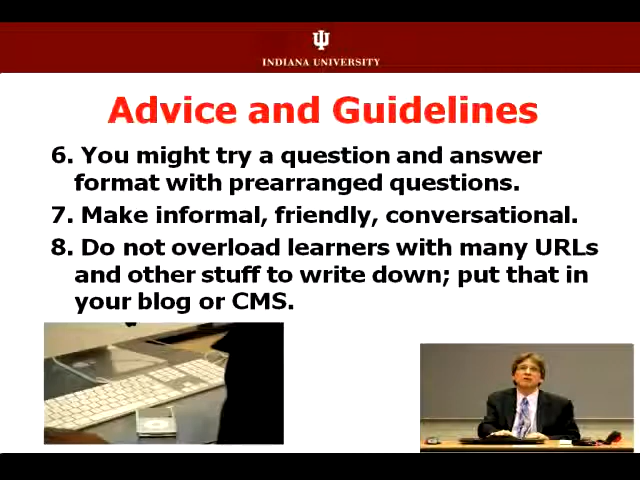 INDIANA UNIVERSITY
Advice and Guidelines
6. You might try a question and answer
format with prearranged questions.
7. Make informal, friendly, conversational.
8. Do not overload learners with many URLs
and other stuff to write down; put that in
your blog or CMS.